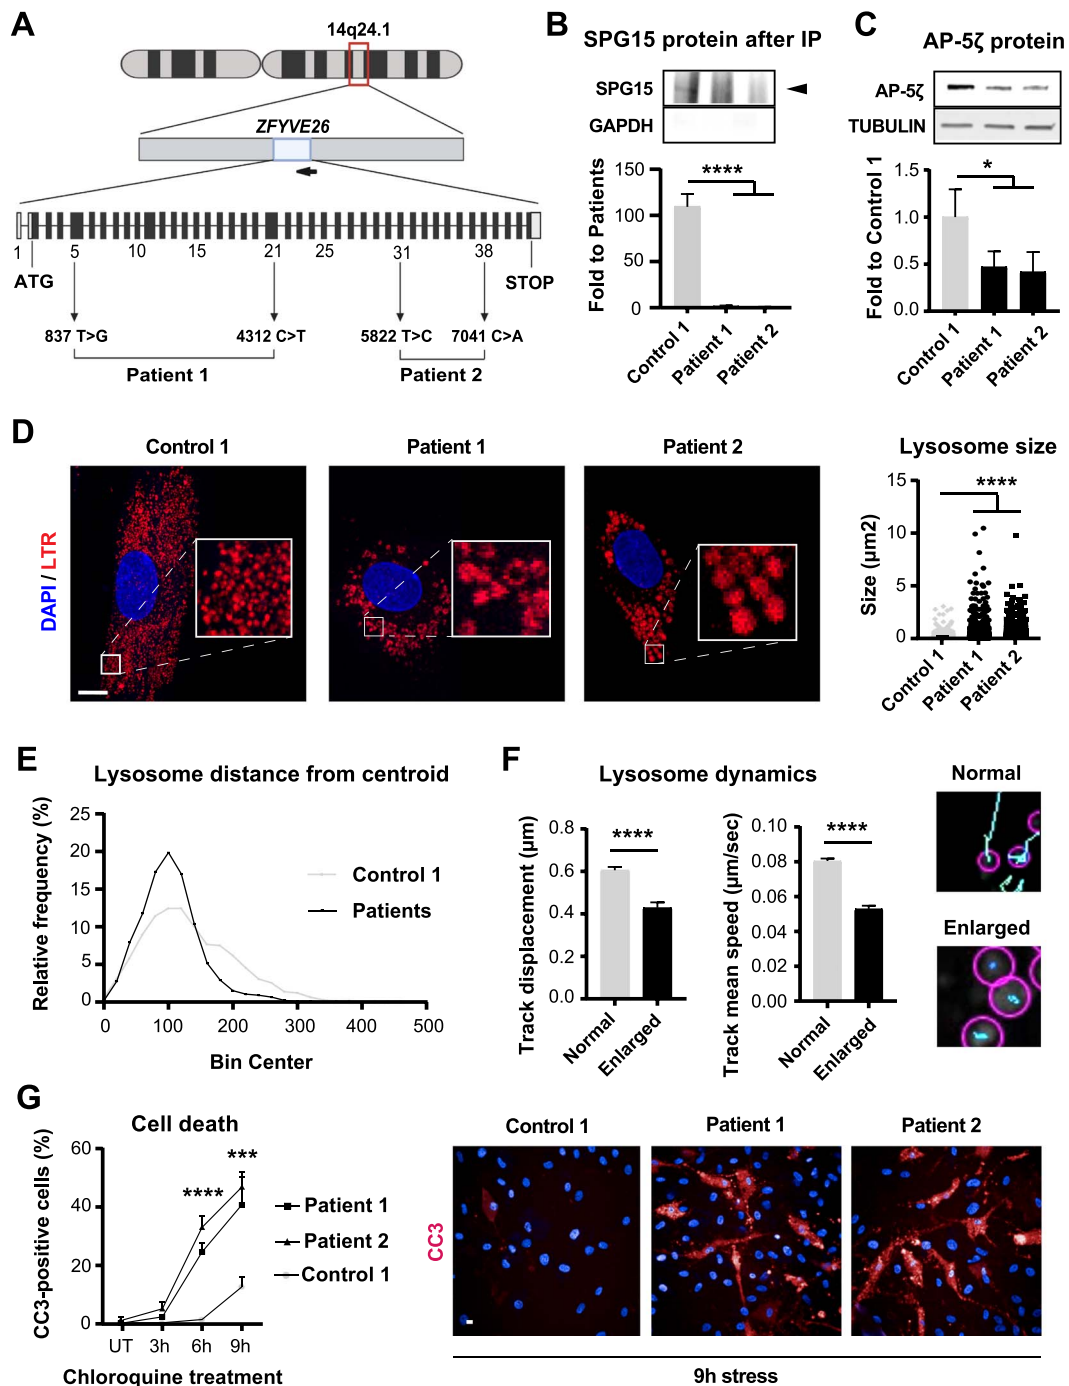 A
14q24.1
ZFYVE26
1 5 10 15 21 25 31 38
ATG
STOP
837 T>G
4312 C>T
5822 T>C
7041 C>A
Patient 1
Patient 2
B
SPG15 protein after IP
SPG15
GAPDH
Fold to Patients
150
100
50
0
****
Control 1
Patient 1
Patient 2
C
AP-5ζ protein
AP-5ζ
TUBULIN
Fold to Control 1
1.5
1.0
0.5
0.0
*
Control 1
Patient 1
Patient 2
D
Control 1
Patient 1
Patient 2
DAPI / LTR
Lysosome size
Size (µm2)
15
10
5
0
****
Control 1
Patient 1
Patient 2
E
Lysosome distance from centroid
Relative frequency (%)
25
20
15
10
5
0
0 100 200 300 400 500
Bin Center
Control 1
Patients
F
Lysosome dynamics
Track displacement (µm)
0.8
0.6
0.4
0.2
0.0
****
Normal
Enlarged
Track mean speed (µm/sec)
0.10
0.08
0.06
0.04
0.02
0.00
****
Normal
Enlarged
Normal
Enlarged
G
Cell death
CC3-positive cells (%)
60
40
20
0
****
***
UT 3h 6h 9h
Chloroquine treatment
Patient 1
Patient 2
Control 1
Control 1
Patient 1
Patient 2
CC3
9h stress